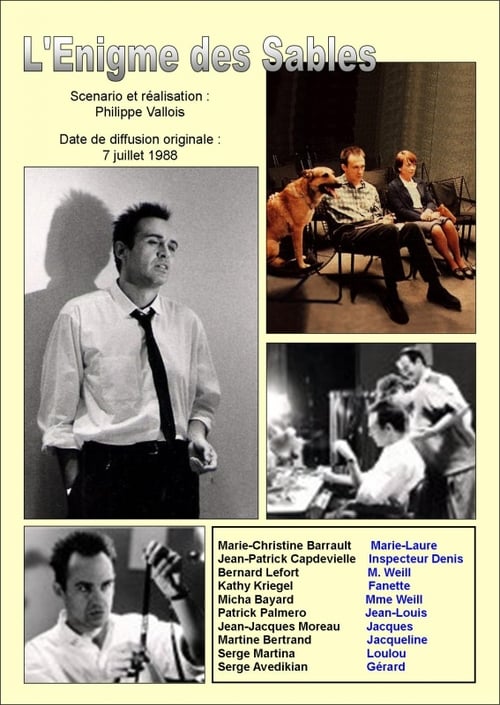 L'Enigme des Sables
Scenario et réalisation :
Philippe Vallois
Date de diffusion originale :
7 juillet 1988
Marie-Christine Barrault Marie-Laure
Jean-Patrick Capdevielle Inspecteur Denis
Bernard Lefort M. Weill
Kathy Kriegel Fanette
Micha Bayard Mme Weill
Patrick Palmero Jean-Louis
Jean-Jacques Moreau Jacques
Martine Bertrand Jacqueline
Serge Martina Loulou
Serge Avedikian Gérard